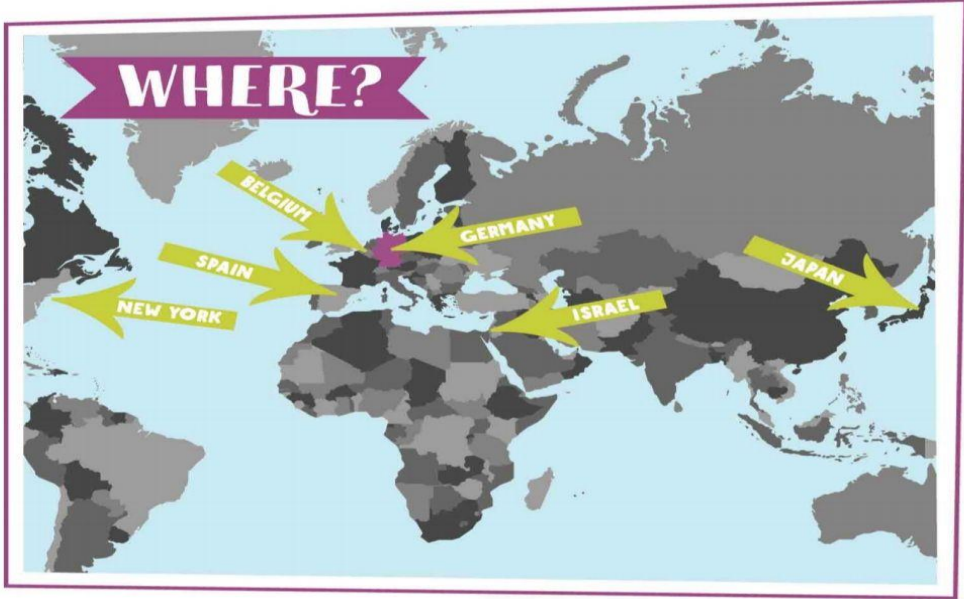 WHERE?
BELGIUM
GERMANY
SPAIN
JAPAN
NEW YORK
ISRAEL